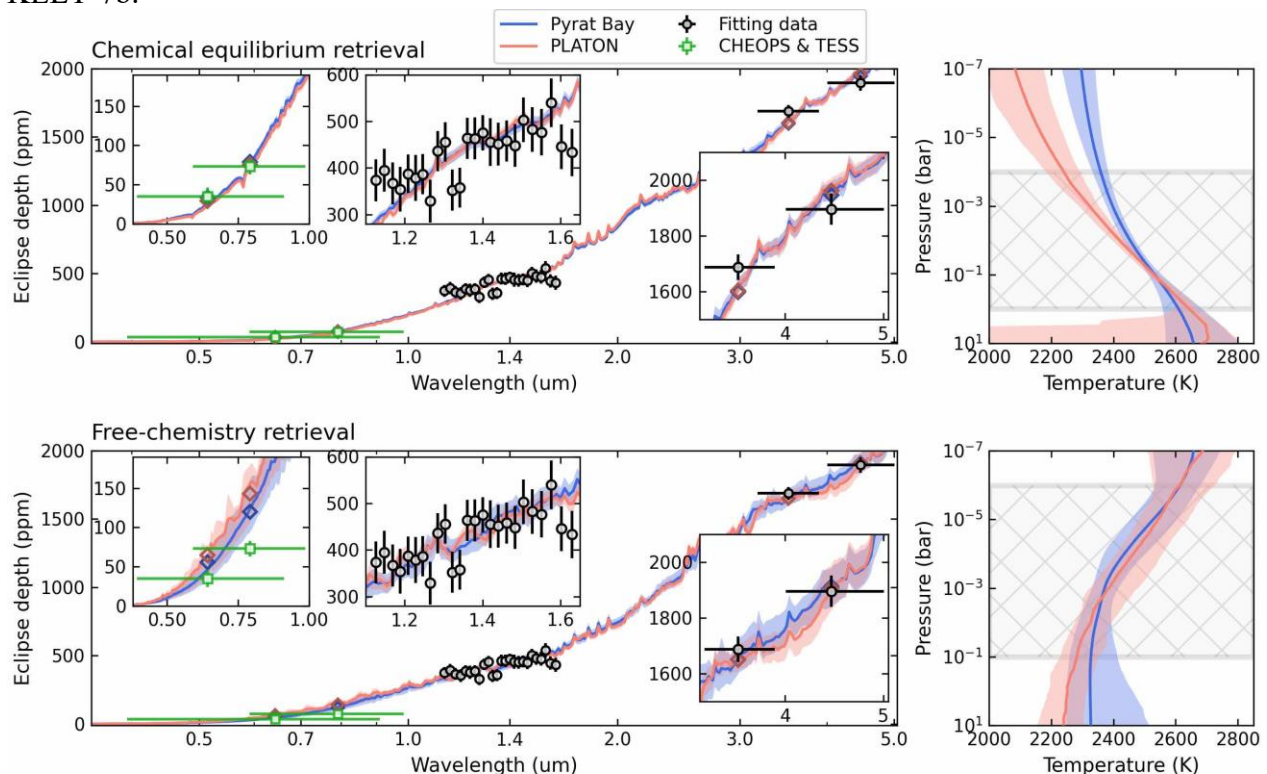 Pyrat Bay
PLATON
Fitting data
CHEOPS & TESS
Chemical equilibrium retrieval
2000
1500
1000
500
0
Eclipse depth (ppm)
150
100
50
0
0.50 0.75 1.00
600
500
400
300
1.2 1.4 1.6
2000
1800
1600
4 5
0.5 0.7 1.0 1.4 2.0 3.0 5.0
Wavelength (um)
10⁻⁷
10⁻⁵
10⁻³
10⁻¹
10¹
Pressure (bar)
2000 2200 2400 2600 2800
Temperature (K)
Free-chemistry retrieval
2000
1500
1000
500
0
Eclipse depth (ppm)
150
100
50
0
0.50 0.75 1.00
600
500
400
300
1.2 1.4 1.6
2000
1800
1600
4 5
0.5 0.7 1.0 1.4 2.0 3.0 5.0
Wavelength (um)
10⁻⁷
10⁻⁵
10⁻³
10⁻¹
10¹
Pressure (bar)
2000 2200 2400 2600 2800
Temperature (K)